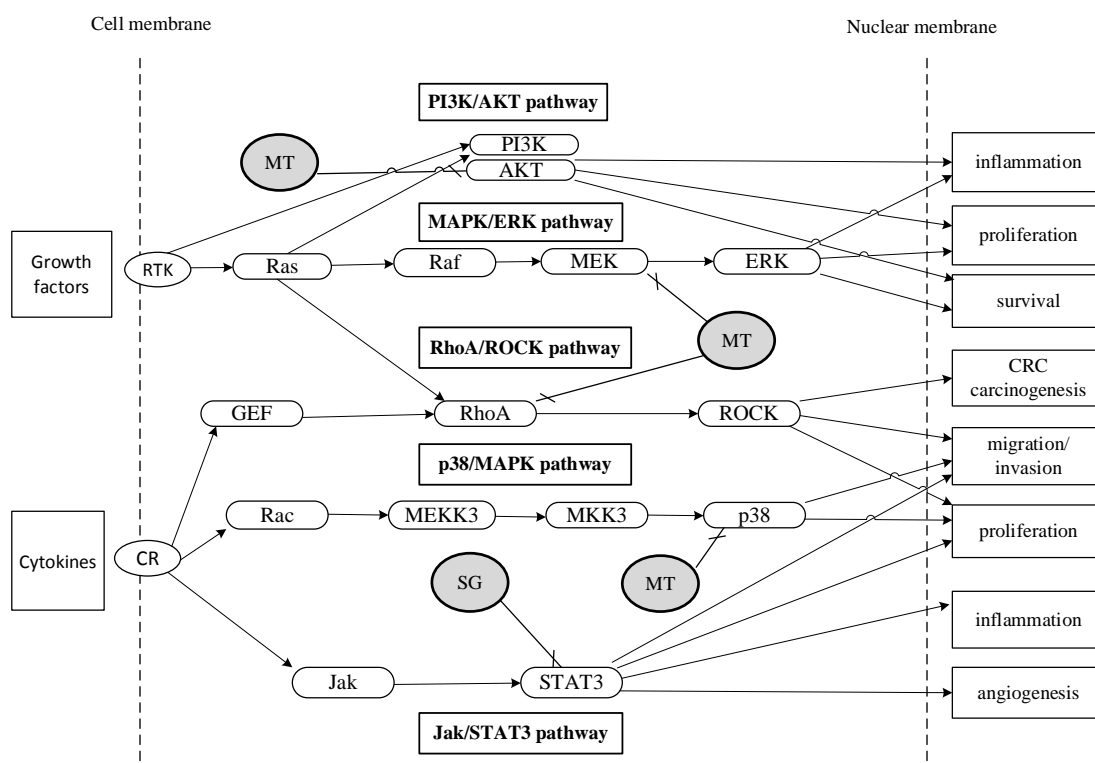 Cell membrane
Nuclear membrane
PI3K/AKT pathway
PI3K
MT
AKT
inflammation
MAPK/ERK pathway
proliferation
Growth
factors
RTK
Ras
Raf
MEK
ERK
survival
MT
RhoA/ROCK pathway
CRC
carcinogenesis
GEF
RhoA
ROCK
migration/
invasion
p38/MAPK pathway
Rac
MEKK3
MKK3
p38
proliferation
Cytokines
CR
SG
MT
inflammation
Jak
STAT3
angiogenesis
Jak/STAT3 pathway